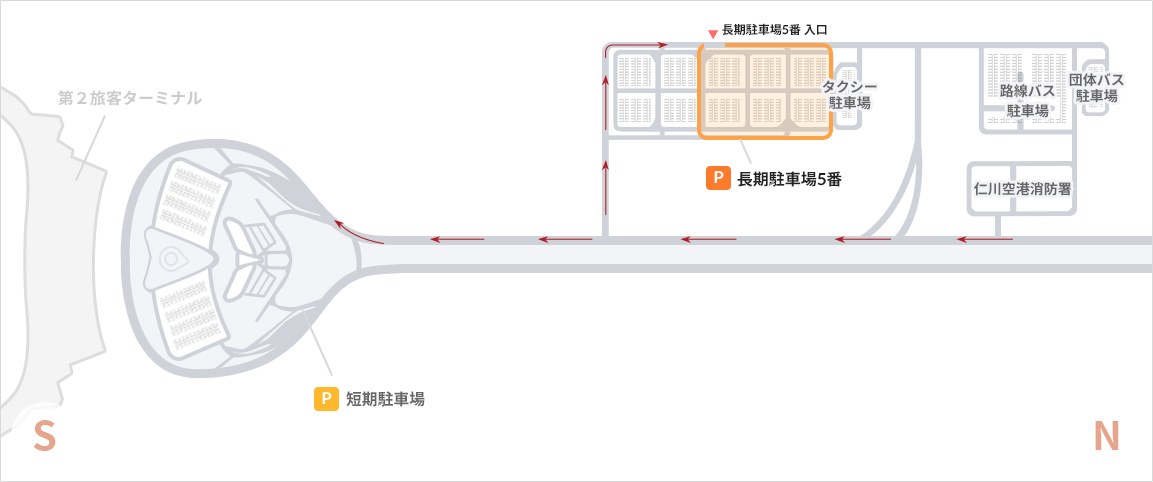 ▼ 長期駐車場5番 入口
第２旅客ターミナル
タクシー
駐車場
路線バス
駐車場
団体バス
駐車場
P 長期駐車場5番
仁川空港消防署
P 短期駐車場
S
N